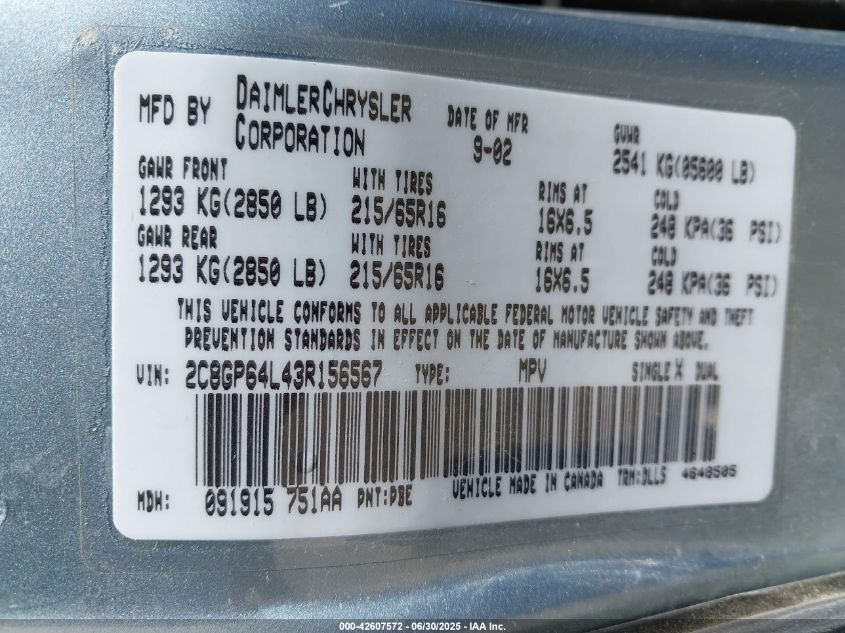 MFD BY DAIMLERCHRYSLER CORPORATION
DATE OF MFR 9-02
GVWR 2541 KG(05600 LB)
GAWR FRONT WITH TIRES RIMS AT COLD
1293 KG(2850 LB) 215/65R16 16X6.5 248 KPA(36 PSI)
GAWR REAR WITH TIRES RIMS AT COLD
1293 KG(2850 LB) 215/65R16 16X6.5 248 KPA(36 PSI)
THIS VEHICLE CONFORMS TO ALL APPLICABLE FEDERAL MOTOR VEHICLE SAFETY AND THEFT
PREVENTION STANDARDS IN EFFECT ON THE DATE OF MANUFACTURE SHOWN ABOVE.
VIN: 2C8GP64L43R156567 TYPE: MPV SINGLE X DUAL
MDH: 091915 751AA PNT:PBE VEHICLE MADE IN CANADA TRM:DLLS 4648505
000-42607572 - 06/30/2025 - IAA Inc.